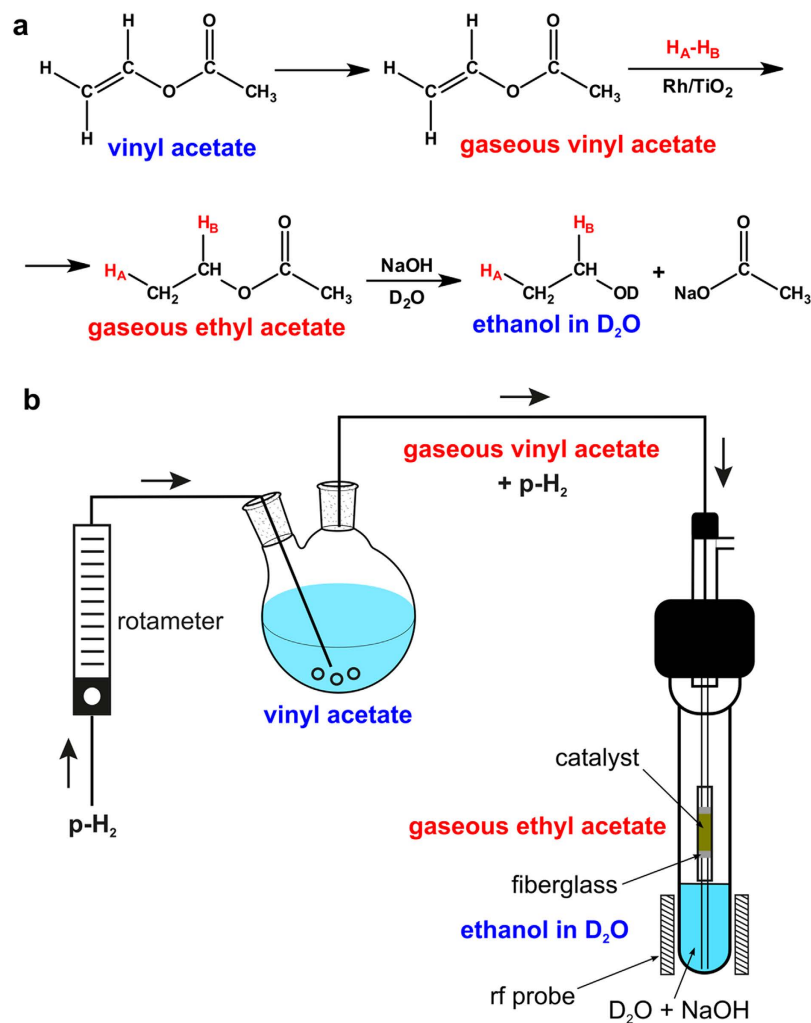 a
H
H
O
O
CH3
H
vinyl acetate
H
H
O
O
CH3
H
gaseous vinyl acetate
HA-HB
Rh/TiO2
HB
O
HA
CH
CH2
O
CH3
gaseous ethyl acetate
NaOH
D2O
HB
HA
CH
CH2
OD
ethanol in D2O
+
O
NaO
CH3
b
gaseous vinyl acetate
+ p-H2
rotameter
vinyl acetate
p-H2
catalyst
gaseous ethyl acetate
fiberglass
ethanol in D2O
rf probe
D2O + NaOH